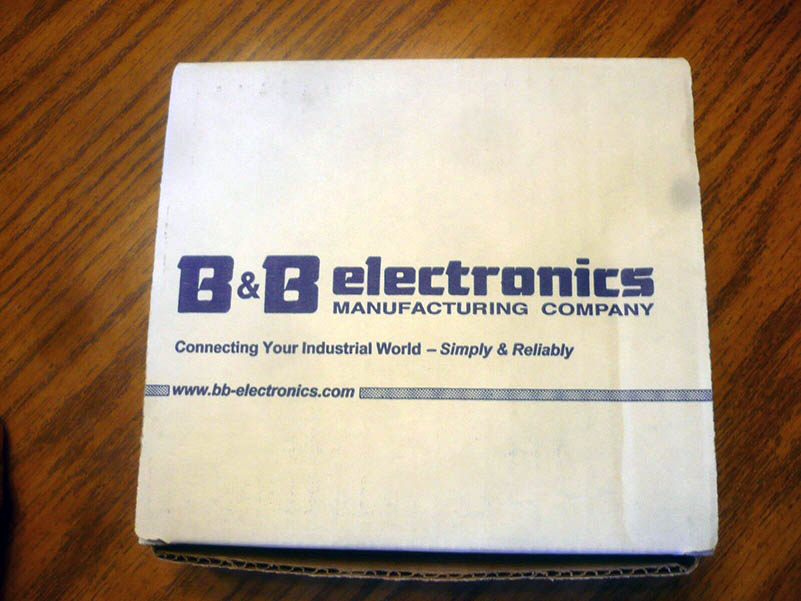 B&B electronics
MANUFACTURING COMPANY
Connecting Your Industrial World – Simply & Reliably
www.bb-electronics.com